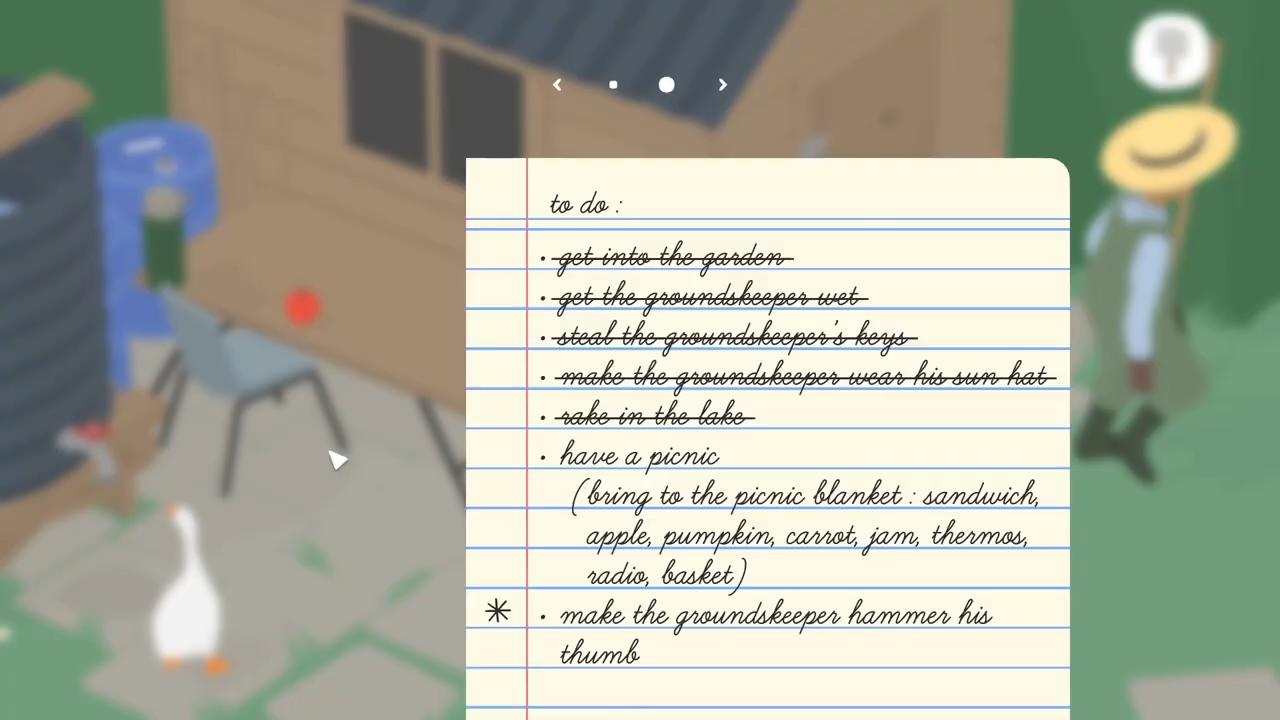 to do :
• get into the garden
• get the groundskeeper wet
• steal the groundskeeper's keys
• make the groundskeeper wear his sun hat
• rake in the lake
• have a picnic
(bring to the picnic blanket : sandwich,
apple, pumpkin, carrot, jam, thermos,
radio, basket)
• make the groundskeeper hammer his
thumb